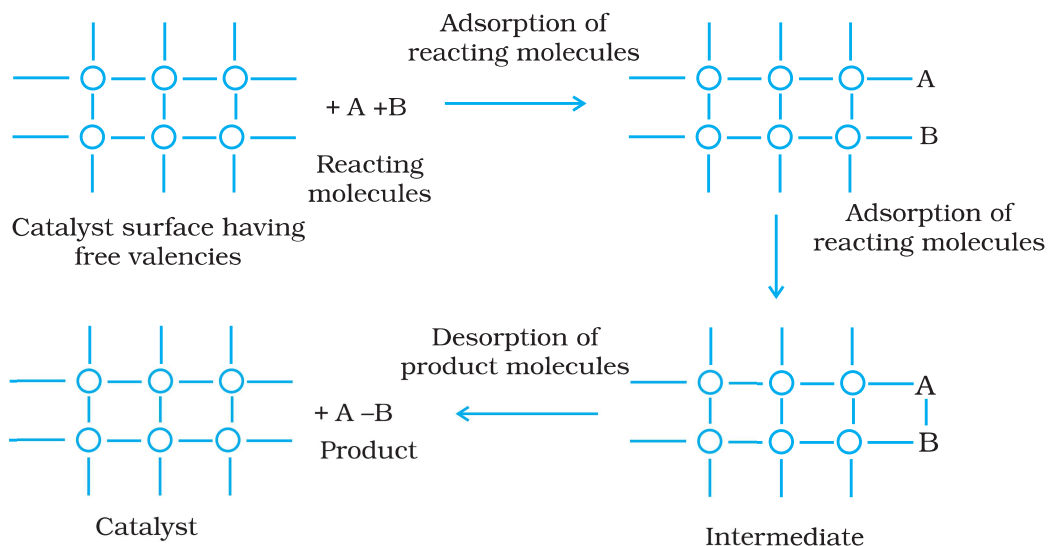 Adsorption of
reacting molecules
+ A +B
Reacting
molecules
Catalyst surface having
free valencies
A
B
Adsorption of
reacting molecules
A
B
Intermediate
Desorption of
product molecules
+ A –B
Product
Catalyst